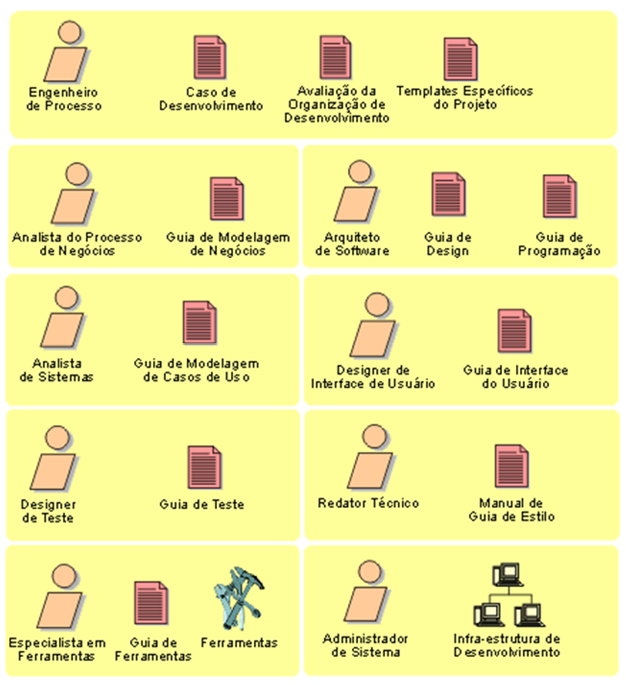 Engenheiro
de Processo
Caso de
Desenvolvimento
Avaliação da
Organização de
Desenvolvimento
Templates Específicos
do Projeto
Analista do Processo
de Negócios
Guia de Modelagem
de Negócios
Arquiteto
de Software
Guia de
Design
Guia de
Programação
Analista
de Sistemas
Guia de Modelagem
de Casos de Uso
Designer de
Interface de Usuário
Guia de Interface
do Usuário
Designer
de Teste
Guia de Teste
Redator Técnico
Manual de
Guia de Estilo
Especialista em
Ferramentas
Guia de
Ferramentas
Ferramentas
Administrador
de Sistema
Infra-estrutura de
Desenvolvimento